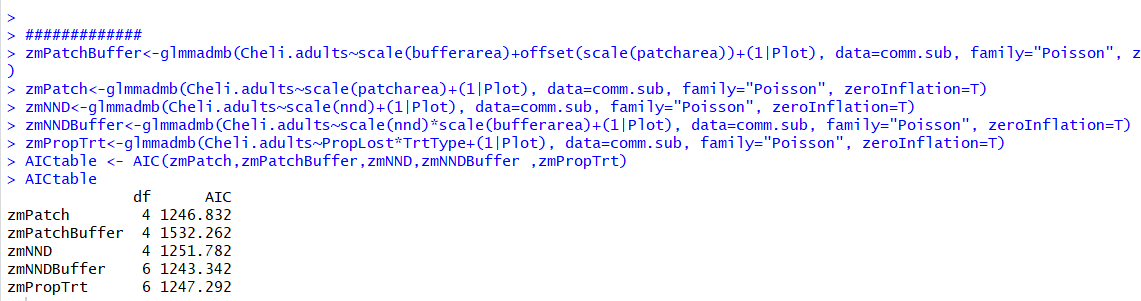 >
> #############
> zmPatchBuffer<-glmmadmb(Cheli.adults~scale(bufferarea)+offset(scale(patcharea))+(1|Plot), data=comm.sub, family="Poisson", z
)
> zmPatch<-glmmadmb(Cheli.adults~scale(patcharea)+(1|Plot), data=comm.sub, family="Poisson", zeroInflation=T)
> zmNND<-glmmadmb(Cheli.adults~scale(nnd)+(1|Plot), data=comm.sub, family="Poisson", zeroInflation=T)
> zmNNDBuffer<-glmmadmb(Cheli.adults~scale(nnd)*scale(bufferarea)+(1|Plot), data=comm.sub, family="Poisson", zeroInflation=T)
> zmPropTrt<-glmmadmb(Cheli.adults~PropLost*TrtType+(1|Plot), data=comm.sub, family="Poisson", zeroInflation=T)
> AICtable <- AIC(zmPatch,zmPatchBuffer,zmNND,zmNNDBuffer ,zmPropTrt)
> AICtable
df AIC
zmPatch 4 1246.832
zmPatchBuffer 4 1532.262
zmNND 4 1251.782
zmNNDBuffer 6 1243.342
zmPropTrt 6 1247.292